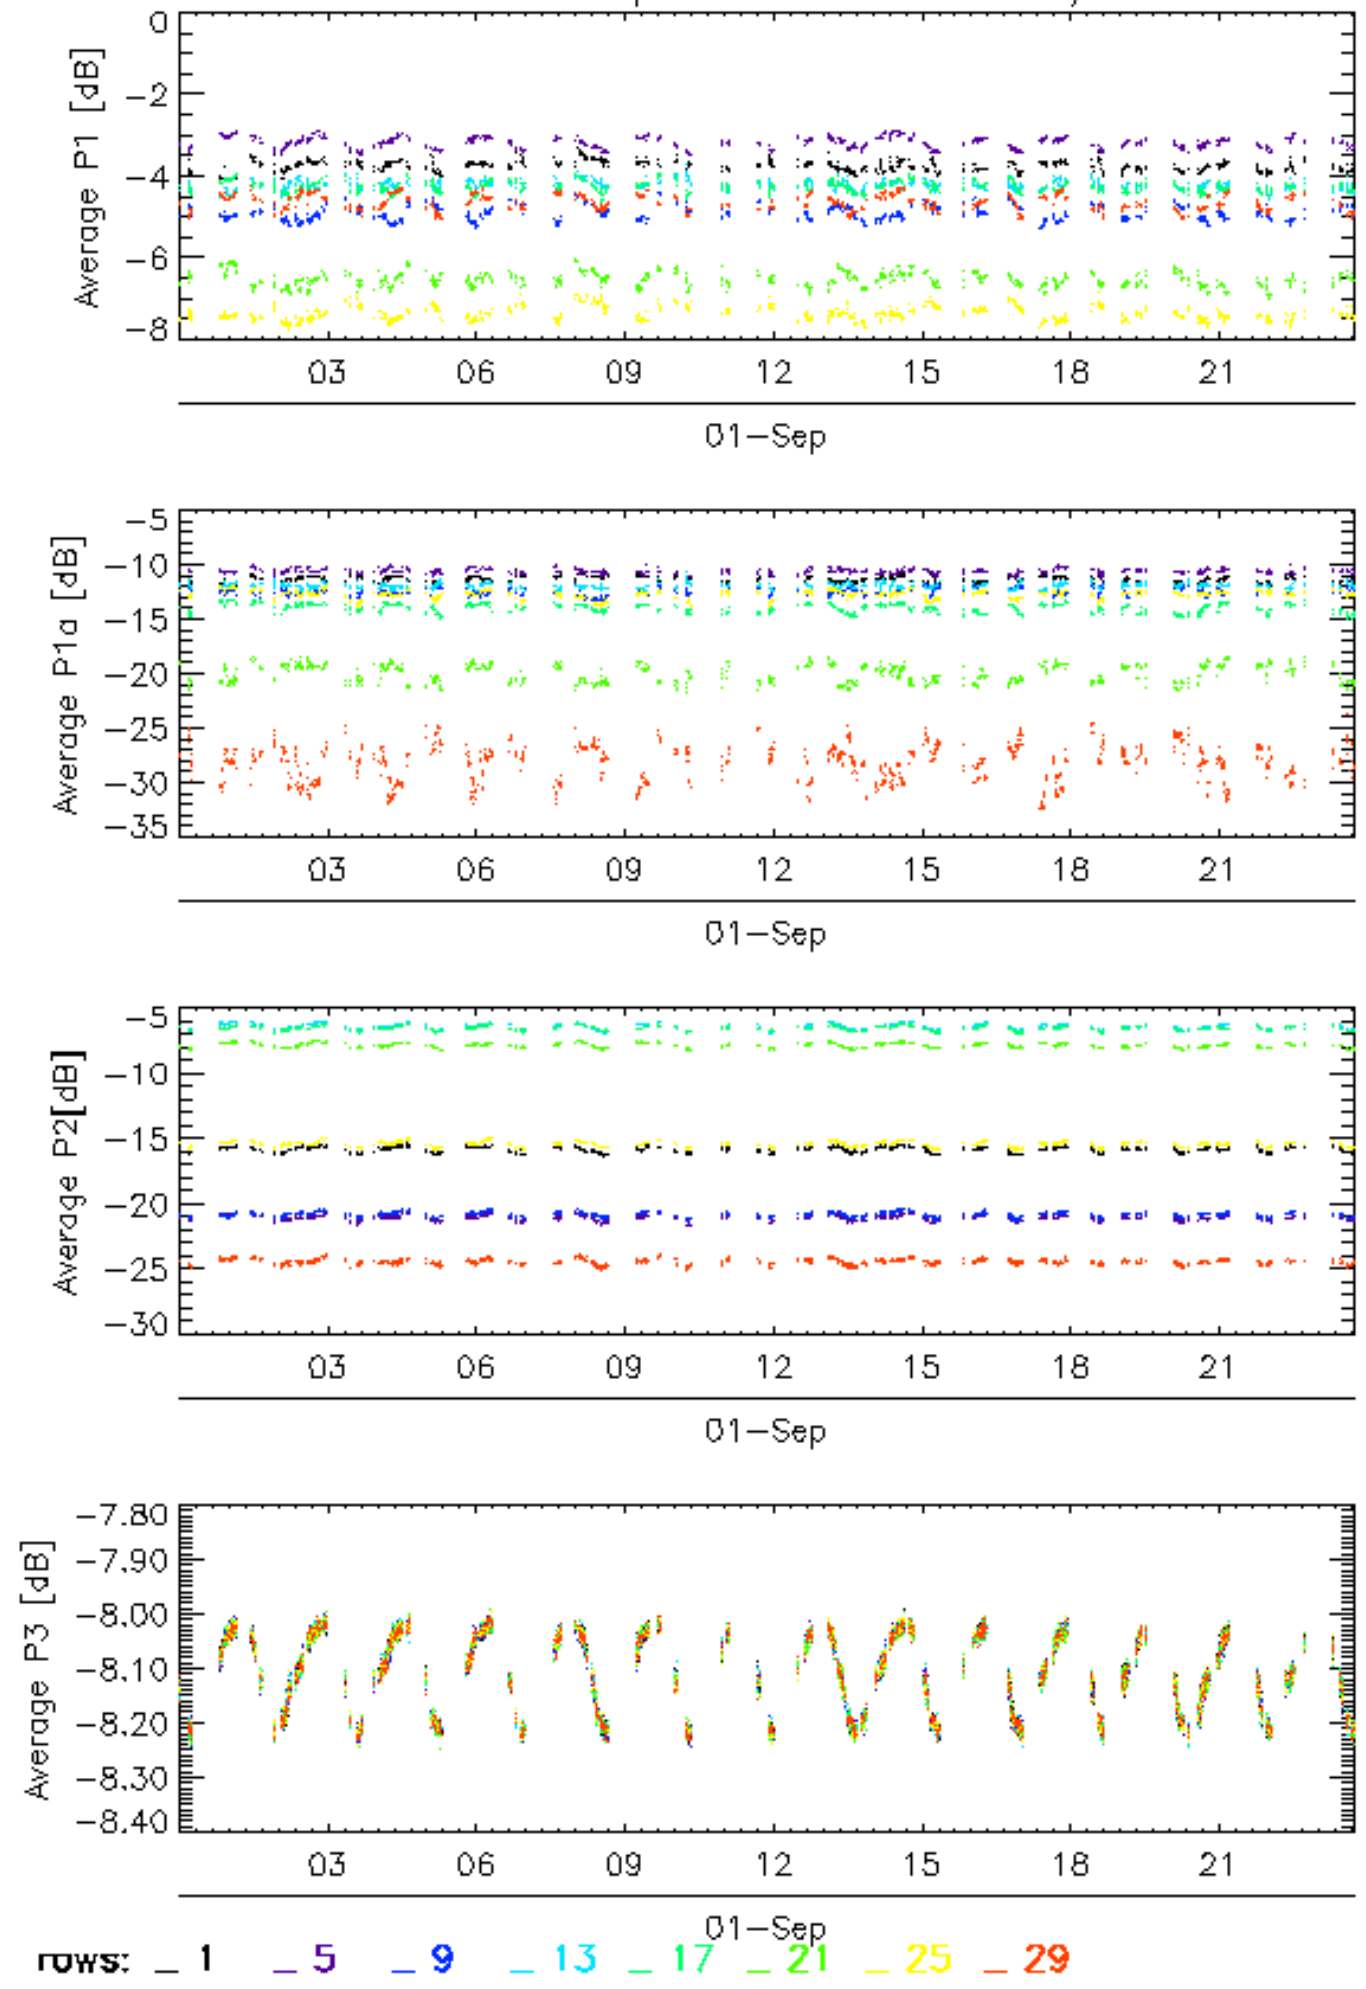 0
-2
-4
-6
-8
Average P1 [dB]
03 06 09 12 15 18 21
01-Sep
-5
-10
-15
-20
-25
-30
-35
Average P1a [dB]
03 06 09 12 15 18 21
01-Sep
-5
-10
-15
-20
-25
-30
Average P2[dB]
03 06 09 12 15 18 21
01-Sep
-7.80
-7.90
-8.00
-8.10
-8.20
-8.30
-8.40
Average P3 [dB]
03 06 09 12 15 18 21
01-Sep
rows: _ 1 _ 5 _ 9 _ 13 _ 17 _ 21 _ 25 _ 29